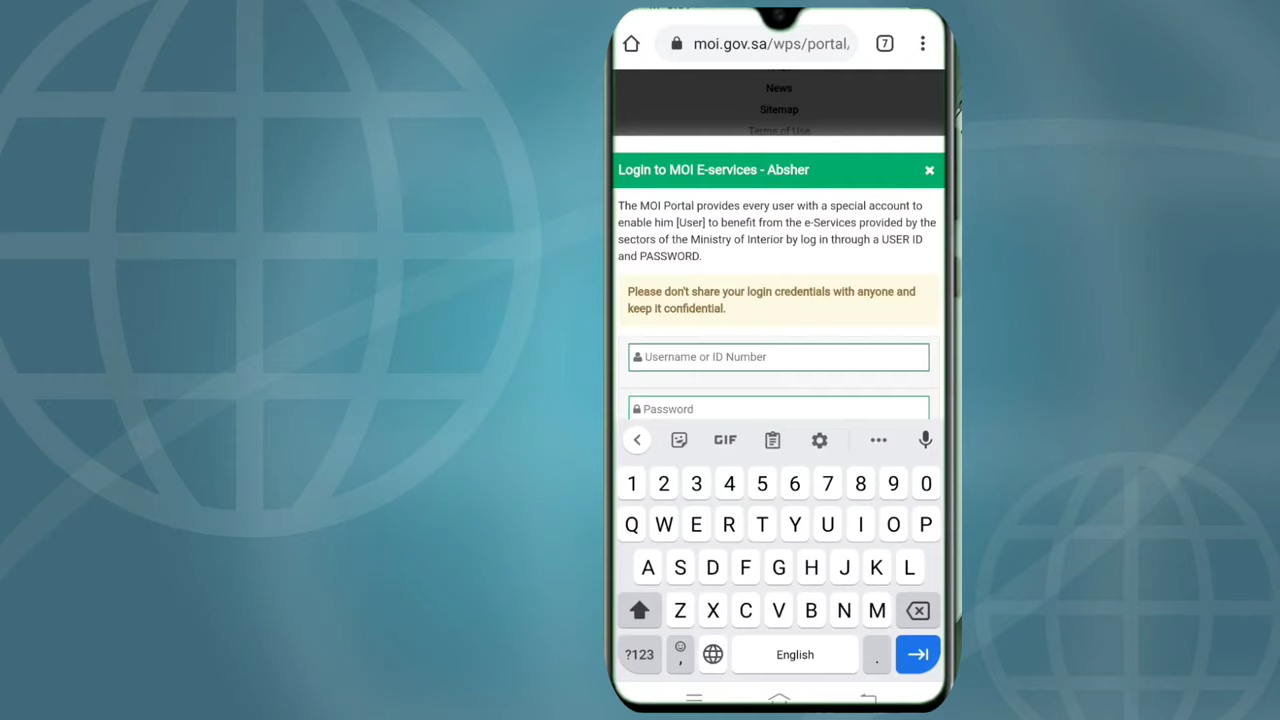 moi.gov.sa/wps/portal,
7
News
Sitemap
Terms of Use
Login to MOI E-services - Absher
The MOI Portal provides every user with a special account to
enable him [User] to benefit from the e-Services provided by the
sectors of the Ministry of Interior by log in through a USER ID
and PASSWORD.
Please don't share your login credentials with anyone and
keep it confidential.
Username or ID Number
Password
GIF
1 2 3 4 5 6 7 8 9 0
Q W E R T Y U I O P
A S D F G H J K L
Z X C V B N M
?123 , English .